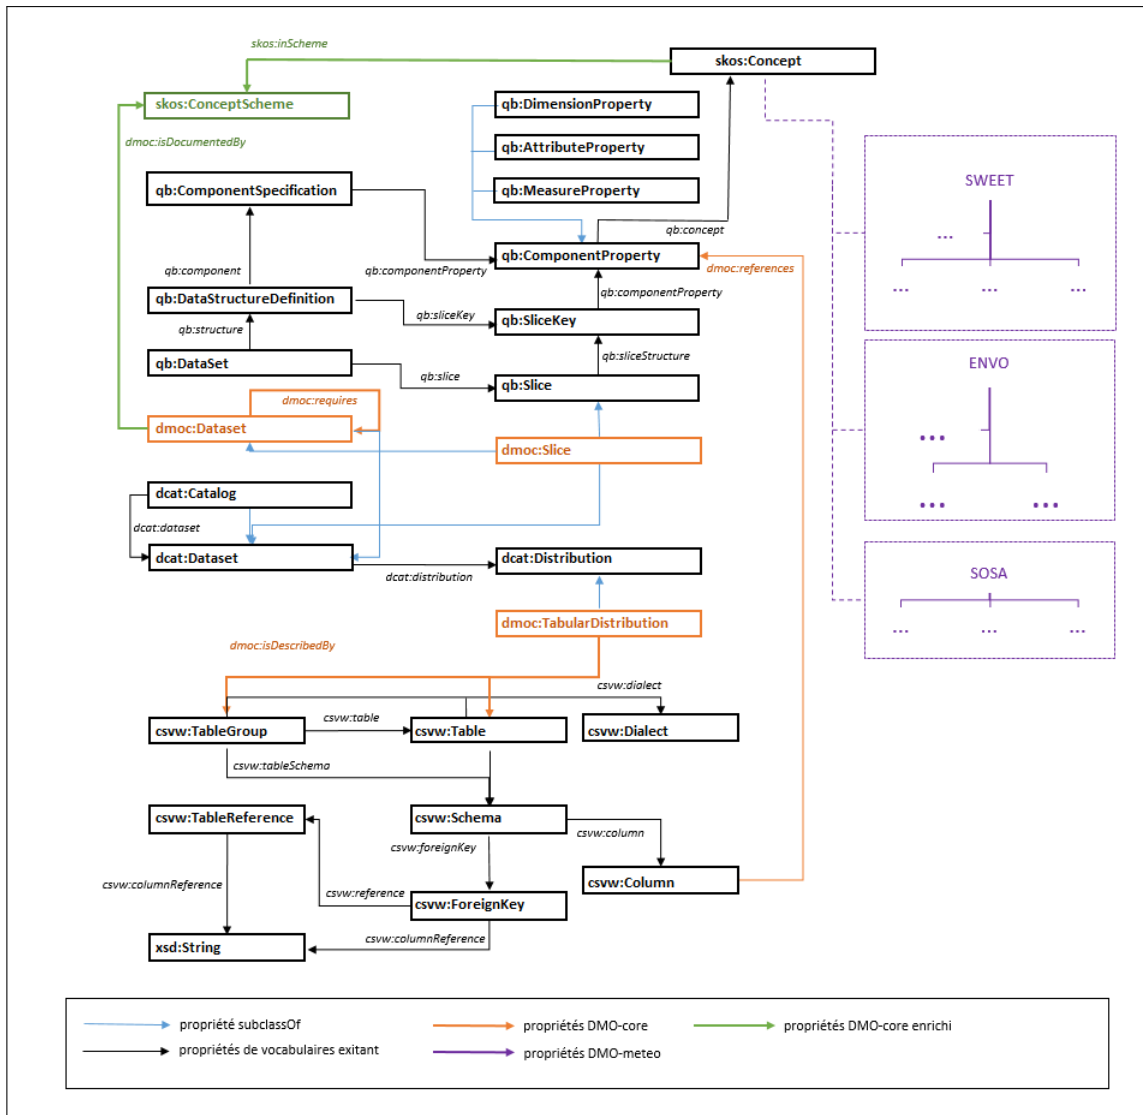 skos:inScheme
skos:Concept
skos:ConceptScheme
qb:DimensionProperty
dmoc:isDocumentedBy
qb:AttributeProperty
qb:ComponentSpecification
qb:MeasureProperty
SWEET
qb:concept
...
qb:ComponentProperty
qb:component
qb:componentProperty
dmoc:references
... ... ...
qb:DataStructureDefinition
qb:componentProperty
qb:sliceKey
qb:SliceKey
qb:structure
qb:DataSet
qb:sliceStructure
ENVO
qb:slice
qb:Slice
dmoc:requires
dmoc:Dataset
...
dmoc:Slice
dcat:Catalog
... ...
dcat:dataset
dcat:Dataset
dcat:Distribution
dcat:distribution
SOSA
dmoc:TabularDistribution
... ... ...
dmoc:isDescribedBy
csvw:dialect
csvw:table
csvw:TableGroup
csvw:Table
csvw:Dialect
csvw:tableSchema
csvw:TableReference
csvw:Schema
csvw:column
csvw:foreignKey
csvw:columnReference
csvw:Column
csvw:reference
csvw:ForeignKey
csvw:columnReference
xsd:String
propriété subclassOf
propriétés DMO-core
propriétés DMO-core enrichi
propriétés de vocabulaires exitant
propriétés DMO-meteo